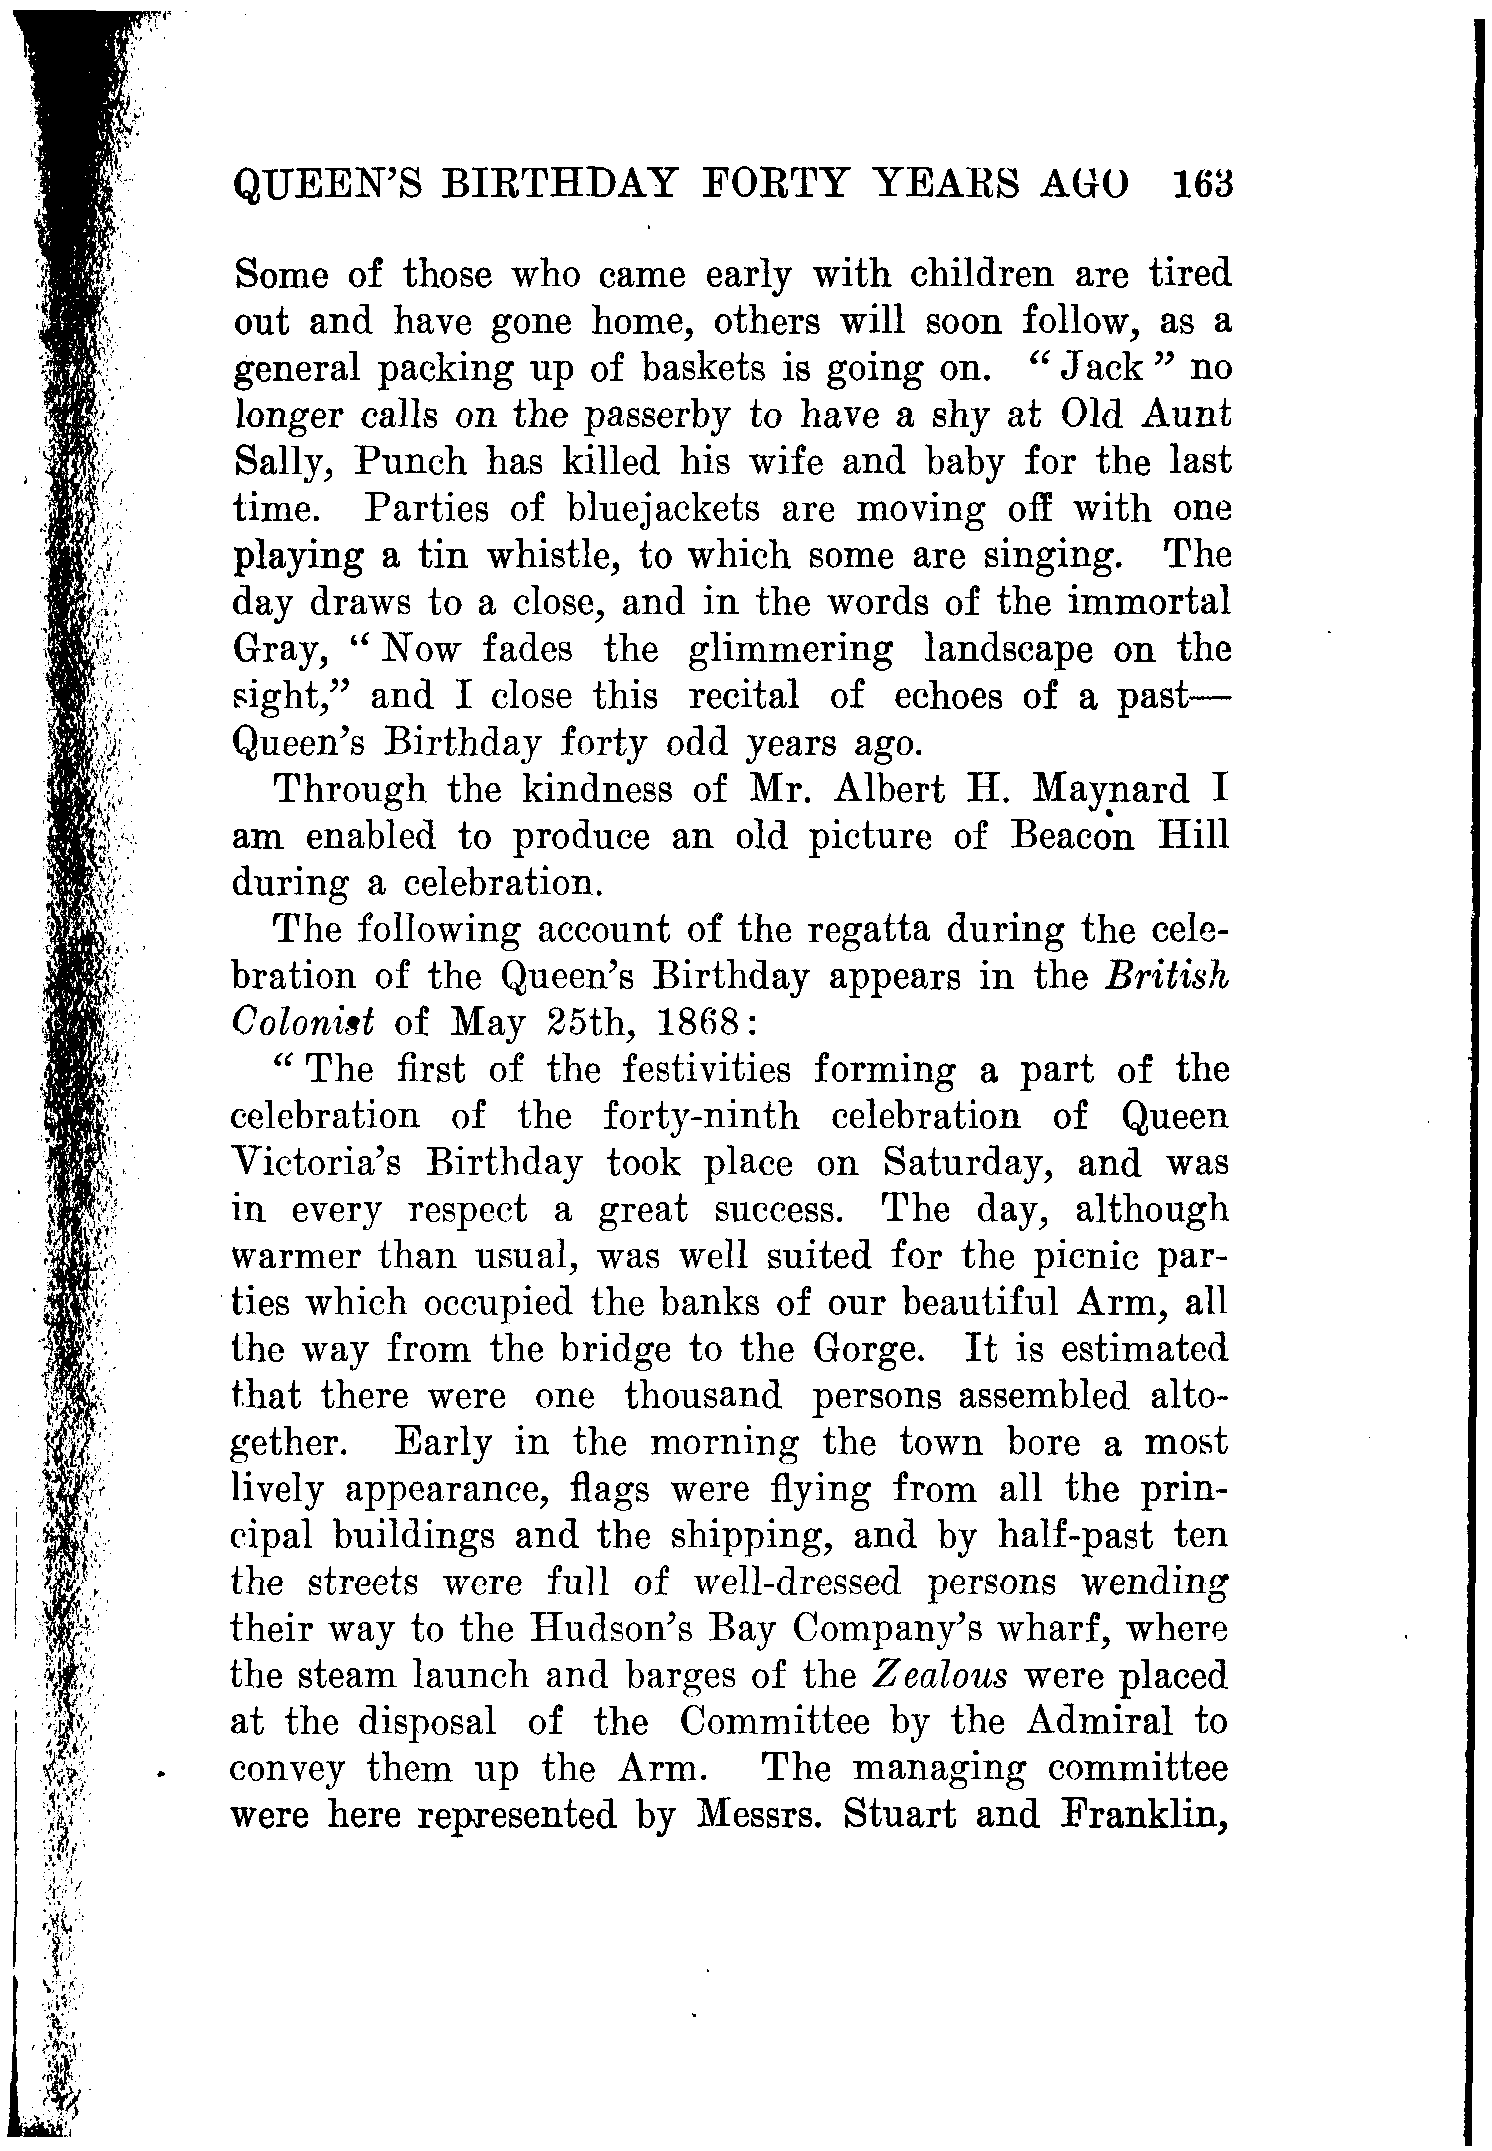 QUEEN'S BIRTHDAY FORTY YEARS AGO 163
Some of those who came early with children are tired
out and have gone home, others will soon follow, as a
general packing up of baskets is going on. "Jack" no
longer calls on the passerby to have a shy at Old Aunt
Sally, Punch has killed his wife and baby for the last
time. Parties of bluejackets are moving off with one
playing a tin whistle, to which some are singing. The
day draws to a close, and in the words of the immortal
Gray, "Now fades the glimmering landscape on the
sight," and I close this recital of echoes of a past—
Queen's Birthday forty odd years ago.
Through the kindness of Mr. Albert H. Maynard I
am enabled to produce an old picture of Beacon Hill
during a celebration.
The following account of the regatta during the cele-
bration of the Queen's Birthday appears in the British
Colonist of May 25th, 1868:
"The first of the festivities forming a part of the
celebration of the forty-ninth celebration of Queen
Victoria's Birthday took place on Saturday, and was
in every respect a great success. The day, although
warmer than usual, was well suited for the picnic par-
ties which occupied the banks of our beautiful Arm, all
the way from the bridge to the Gorge. It is estimated
that there were one thousand persons assembled alto-
gether. Early in the morning the town bore a most
lively appearance, flags were flying from all the prin-
cipal buildings and the shipping, and by half-past ten
the streets were full of well-dressed persons wending
their way to the Hudson's Bay Company's wharf, where
the steam launch and barges of the Zealous were placed
at the disposal of the Committee by the Admiral to
convey them up the Arm. The managing committee
were here represented by Messrs. Stuart and Franklin,